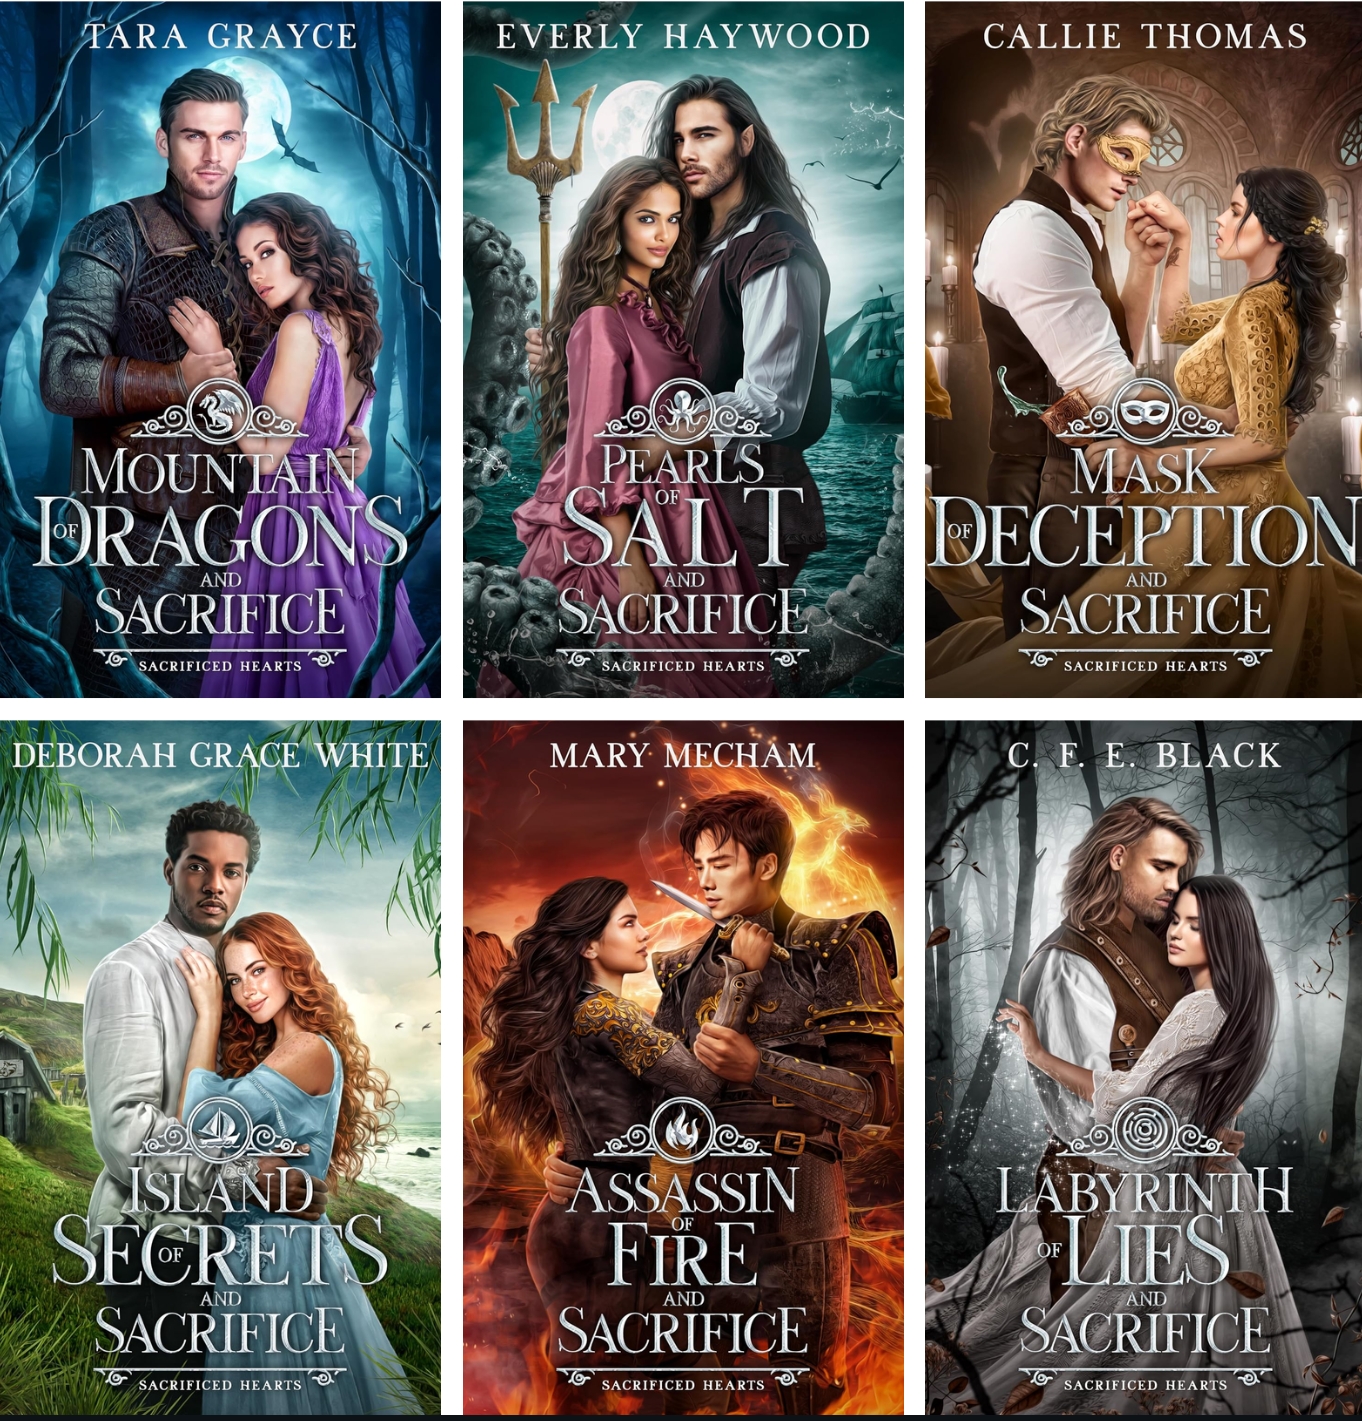 TARA GRAYCE
MOUNTAIN
OF DRAGONS
AND
SACRIFICE
SACRIFICED HEARTS
EVERLY HAYWOOD
PEARLS
OF
SALT
AND
SACRIFICE
SACRIFICED HEARTS
CALLIE THOMAS
MASK
OF DECEPTION
AND
SACRIFICE
SACRIFICED HEARTS
DEBORAH GRACE WHITE
ISLAND
OF SECRETS
AND
SACRIFICE
SACRIFICED HEARTS
MARY MECHAM
ASSASSIN
OF
FIRE
AND
SACRIFICE
SACRIFICED HEARTS
C. F. E. BLACK
LABYRINTH
OF LIES
AND
SACRIFICE
SACRIFICED HEARTS